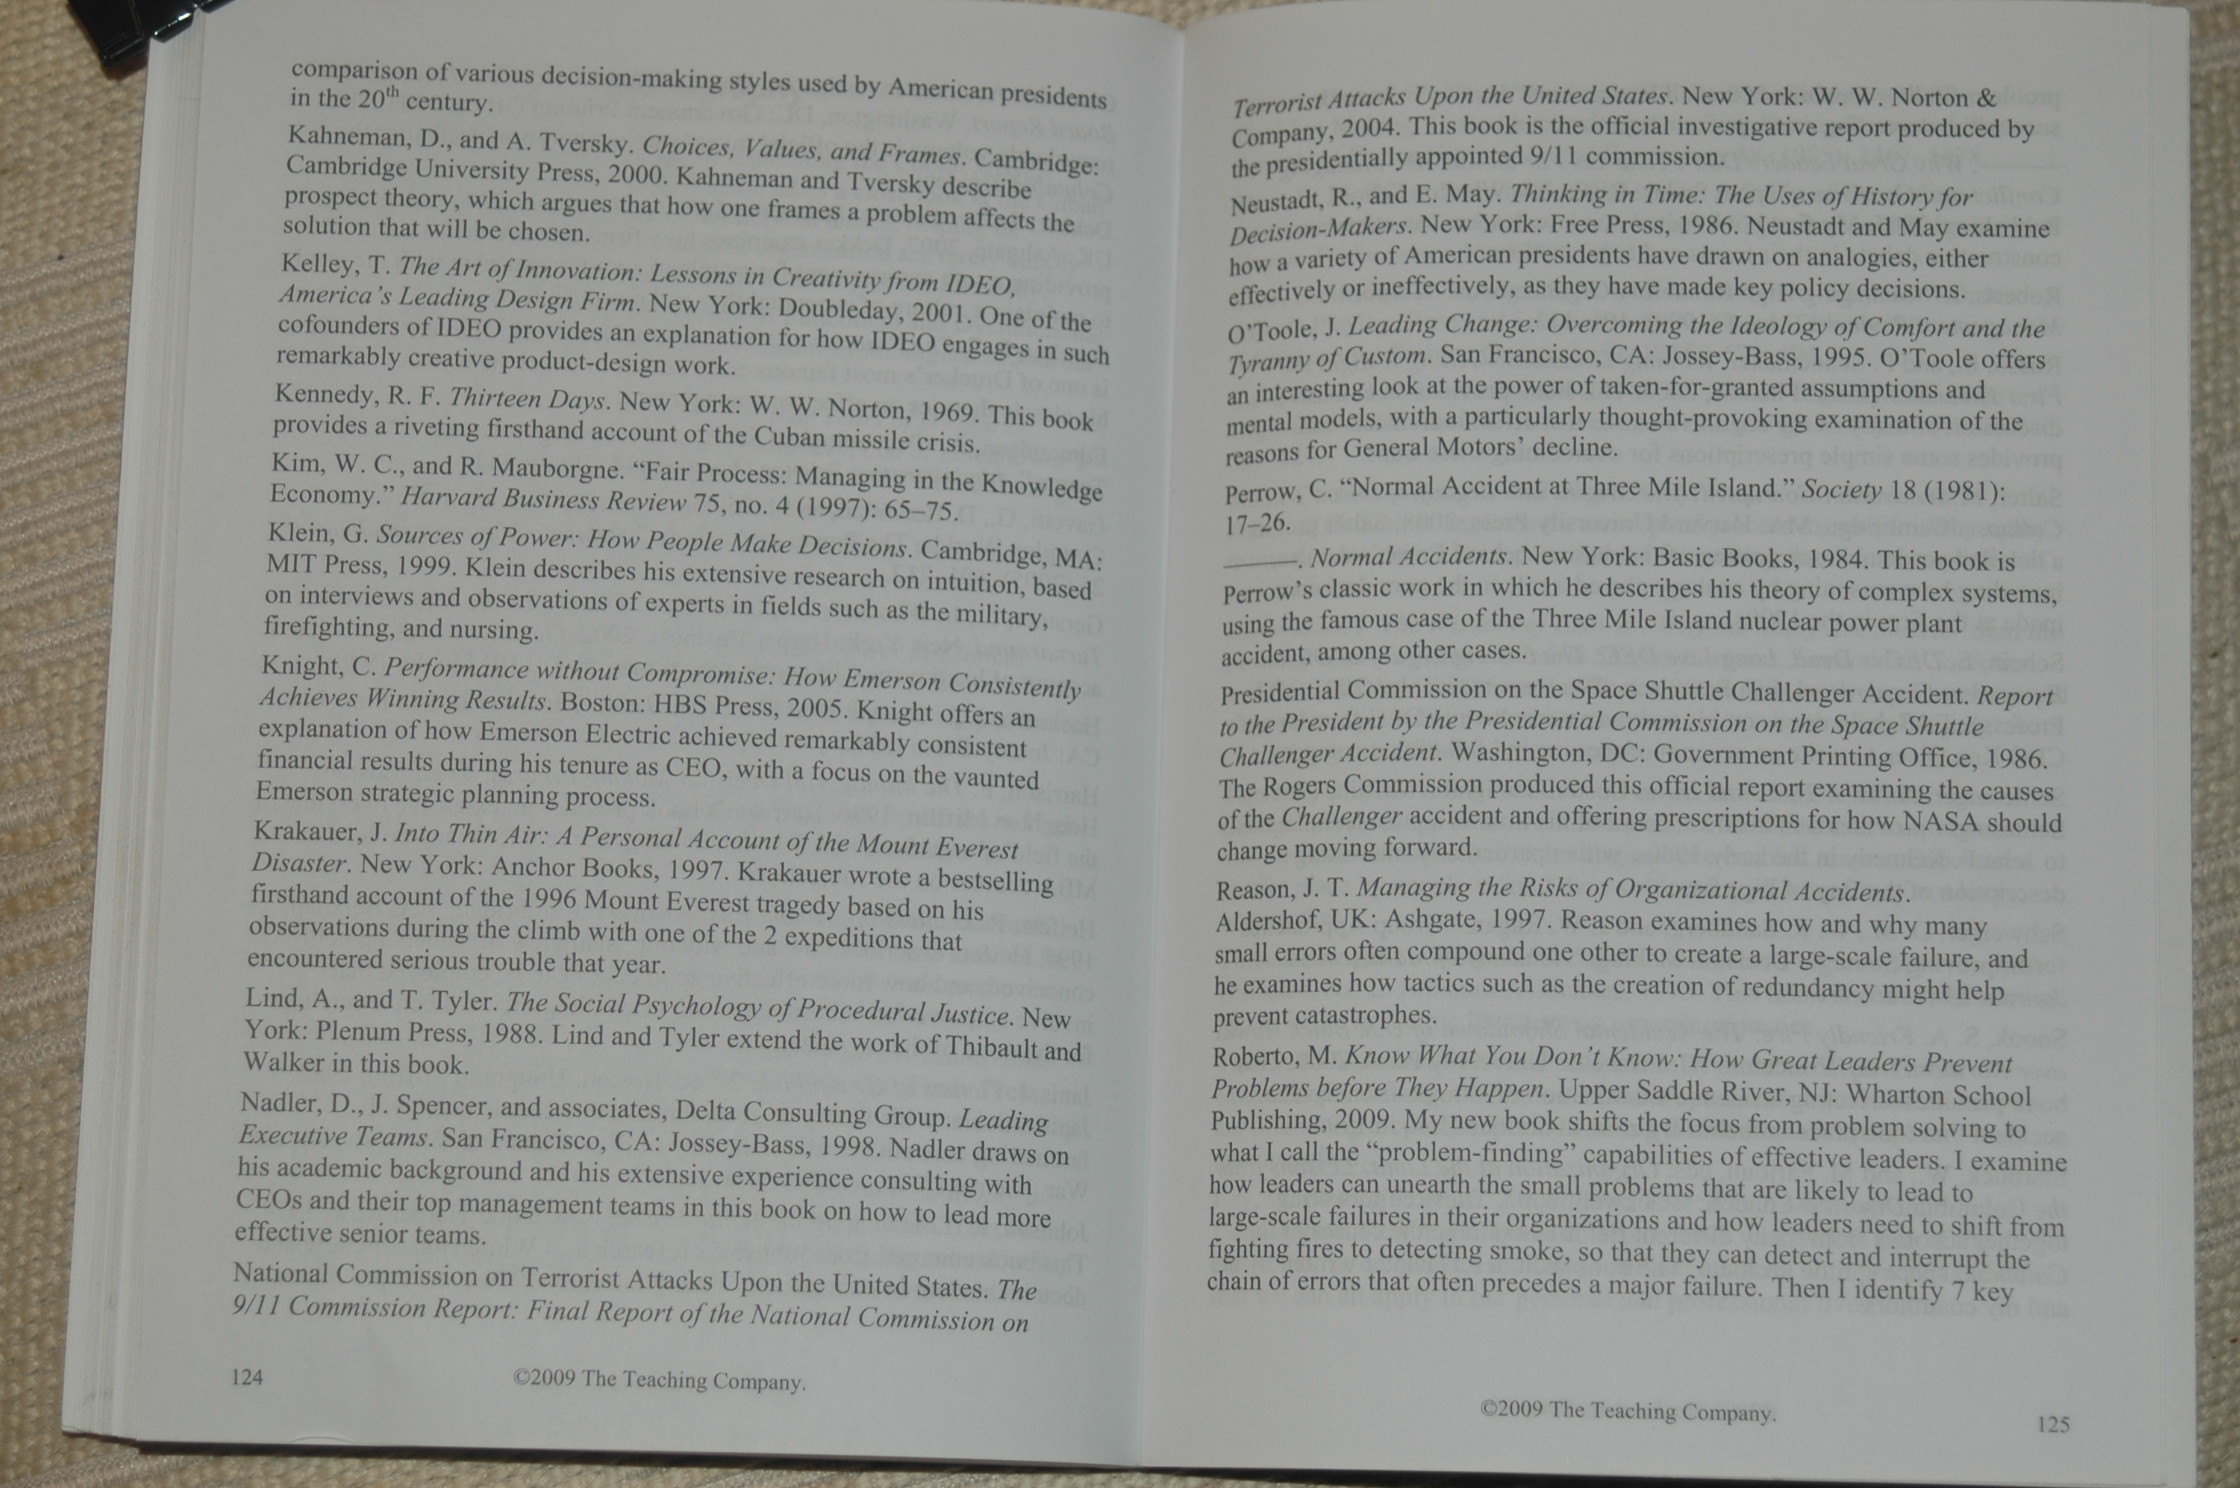 comparison of various decision-making styles used by American presidents
in the 20th century.
Kahneman, D., and A. Tversky. Choices, Values, and Frames. Cambridge:
Cambridge University Press, 2000. Kahneman and Tversky describe
prospect theory, which argues that how one frames a problem affects the
solution that will be chosen.
Kelley, T. The Art of Innovation: Lessons in Creativity from IDEO,
America's Leading Design Firm. New York: Doubleday, 2001. One of the
cofounders of IDEO provides an explanation for how IDEO engages in such
remarkably creative product-design work.
Kennedy, R. F. Thirteen Days. New York: W. W. Norton, 1969. This book
provides a riveting firsthand account of the Cuban missile crisis.
Kim, W. C., and R. Mauborgne. “Fair Process: Managing in the Knowledge
Economy.” Harvard Business Review 75, no. 4 (1997): 65–75.
Klein, G. Sources of Power: How People Make Decisions. Cambridge, MA:
MIT Press, 1999. Klein describes his extensive research on intuition, based
on interviews and observations of experts in fields such as the military,
firefighting, and nursing.
Knight, C. Performance without Compromise: How Emerson Consistently
Achieves Winning Results. Boston: HBS Press, 2005. Knight offers an
explanation of how Emerson Electric achieved remarkably consistent
financial results during his tenure as CEO, with a focus on the vaunted
Emerson strategic planning process.
Krakauer, J. Into Thin Air: A Personal Account of the Mount Everest
Disaster. New York: Anchor Books, 1997. Krakauer wrote a bestselling
firsthand account of the 1996 Mount Everest tragedy based on his
observations during the climb with one of the 2 expeditions that
encountered serious trouble that year.
Lind, A., and T. Tyler. The Social Psychology of Procedural Justice. New
York: Plenum Press, 1988. Lind and Tyler extend the work of Thibault and
Walker in this book.
Nadler, D., J. Spencer, and associates, Delta Consulting Group. Leading
Executive Teams. San Francisco, CA: Jossey-Bass, 1998. Nadler draws on
his academic background and his extensive experience consulting with
CEOs and their top management teams in this book on how to lead more
effective senior teams.
National Commission on Terrorist Attacks Upon the United States. The
9/11 Commission Report: Final Report of the National Commission on
124
©2009 The Teaching Company.
Terrorist Attacks Upon the United States. New York: W. W. Norton &
Company, 2004. This book is the official investigative report produced by
the presidentially appointed 9/11 commission.
Neustadt, R., and E. May. Thinking in Time: The Uses of History for
Decision-Makers. New York: Free Press, 1986. Neustadt and May examine
how a variety of American presidents have drawn on analogies, either
effectively or ineffectively, as they have made key policy decisions.
O'Toole, J. Leading Change: Overcoming the Ideology of Comfort and the
Tyranny of Custom. San Francisco, CA: Jossey-Bass, 1995. O'Toole offers
an interesting look at the power of taken-for-granted assumptions and
mental models, with a particularly thought-provoking examination of the
reasons for General Motors' decline.
Perrow, C. “Normal Accident at Three Mile Island.” Society 18 (1981):
17–26.
———. Normal Accidents. New York: Basic Books, 1984. This book is
Perrow's classic work in which he describes his theory of complex systems,
using the famous case of the Three Mile Island nuclear power plant
accident, among other cases.
Presidential Commission on the Space Shuttle Challenger Accident. Report
to the President by the Presidential Commission on the Space Shuttle
Challenger Accident. Washington, DC: Government Printing Office, 1986.
The Rogers Commission produced this official report examining the causes
of the Challenger accident and offering prescriptions for how NASA should
change moving forward.
Reason, J. T. Managing the Risks of Organizational Accidents.
Aldershof, UK: Ashgate, 1997. Reason examines how and why many
small errors often compound one other to create a large-scale failure, and
he examines how tactics such as the creation of redundancy might help
prevent catastrophes.
Roberto, M. Know What You Don't Know: How Great Leaders Prevent
Problems before They Happen. Upper Saddle River, NJ: Wharton School
Publishing, 2009. My new book shifts the focus from problem solving to
what I call the “problem-finding” capabilities of effective leaders. I examine
how leaders can unearth the small problems that are likely to lead to
large-scale failures in their organizations and how leaders need to shift from
fighting fires to detecting smoke, so that they can detect and interrupt the
chain of errors that often precedes a major failure. Then I identify 7 key
©2009 The Teaching Company.
125